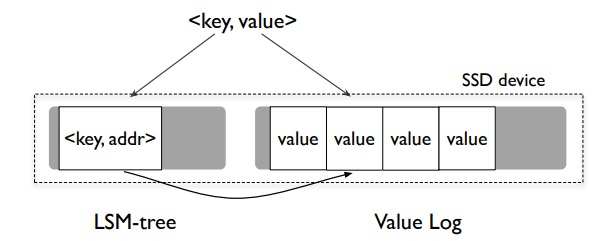 <key, value>
SSD device
<key, addr>
value
value
value
value
LSM-tree
Value Log